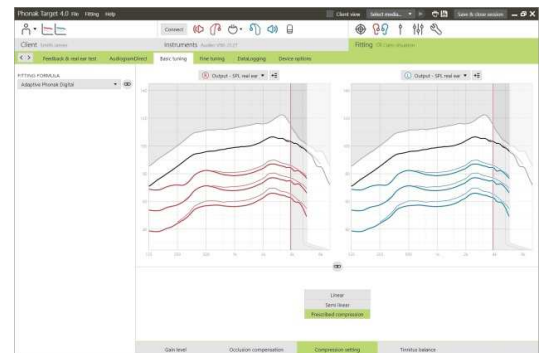 Phonak Target 4.0 File Fitting Help
Client view Select media... Save & close session
Connect
Client Instruments Fitting
Feedback & real ear test AudiogramDirect Basic tuning Fine tuning DataLogging Device options
FITTING FORMULA
Adaptive Phonak Digital
R Output - SPL real ear
L Output - SPL real ear
Linear
Semi linear
Prescribed compression
Gain level Occlusion compensation Compression setting Tinnitus balance